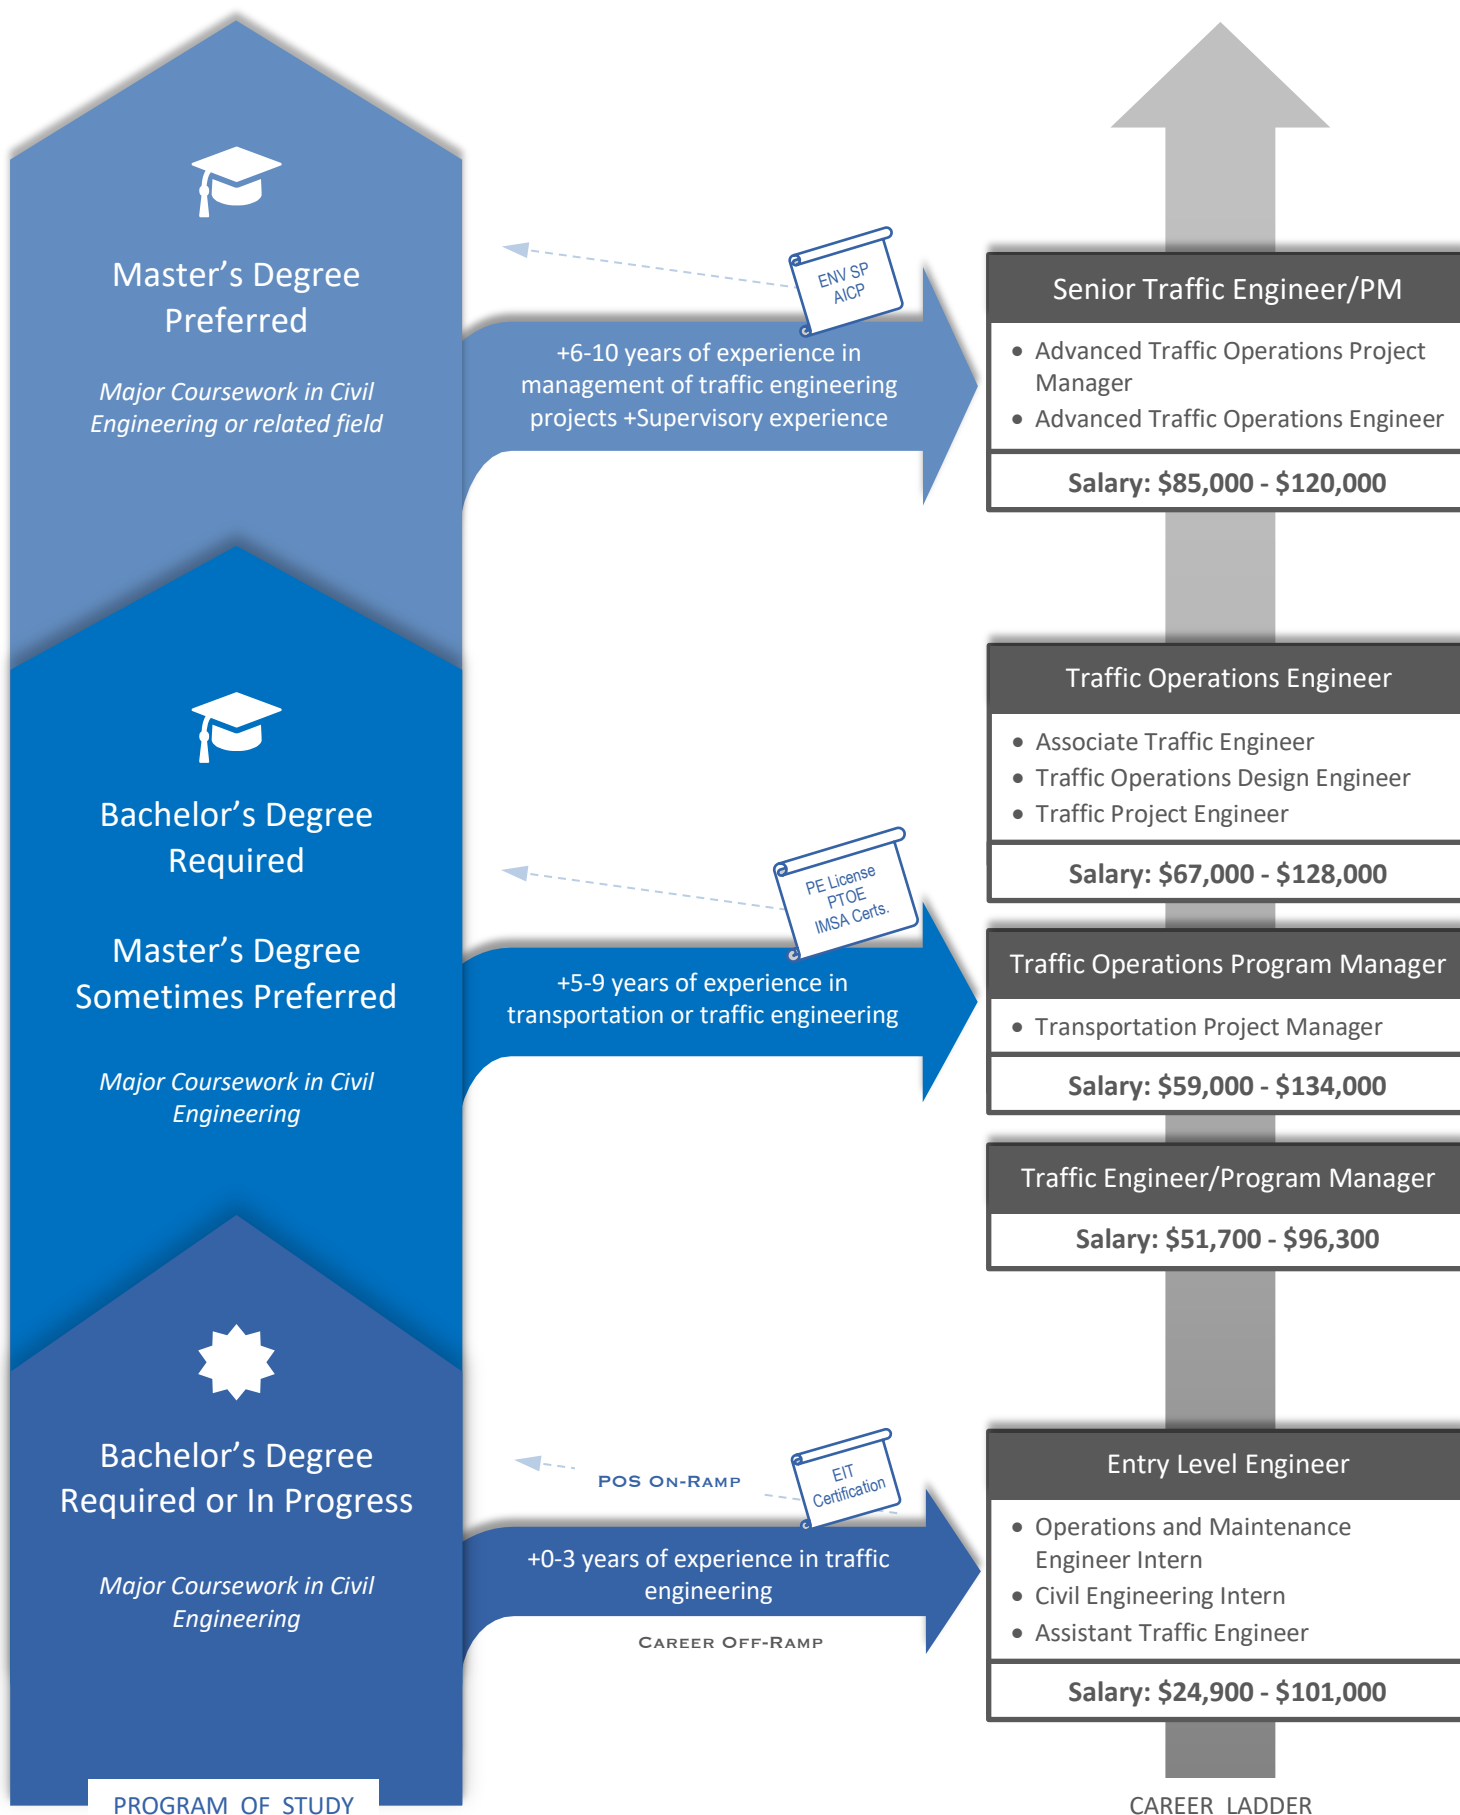 Master’s Degree
Preferred
Major Coursework in Civil
Engineering or related field
ENV SP
AICP
+6-10 years of experience in
management of traffic engineering
projects +Supervisory experience
Senior Traffic Engineer/PM
• Advanced Traffic Operations Project
Manager
• Advanced Traffic Operations Engineer
Salary: $85,000 - $120,000
Bachelor’s Degree
Required
Master’s Degree
Sometimes Preferred
Major Coursework in Civil
Engineering
PE License
PTOE
IMSA Certs.
+5-9 years of experience in
transportation or traffic engineering
Traffic Operations Engineer
• Associate Traffic Engineer
• Traffic Operations Design Engineer
• Traffic Project Engineer
Salary: $67,000 - $128,000
Traffic Operations Program Manager
• Transportation Project Manager
Salary: $59,000 - $134,000
Traffic Engineer/Program Manager
Salary: $51,700 - $96,300
Bachelor’s Degree
Required or In Progress
Major Coursework in Civil
Engineering
POS On-Ramp
EIT
Certification
+0-3 years of experience in traffic
engineering
Career Off-Ramp
Entry Level Engineer
• Operations and Maintenance
Engineer Intern
• Civil Engineering Intern
• Assistant Traffic Engineer
Salary: $24,900 - $101,000
PROGRAM OF STUDY
CAREER LADDER